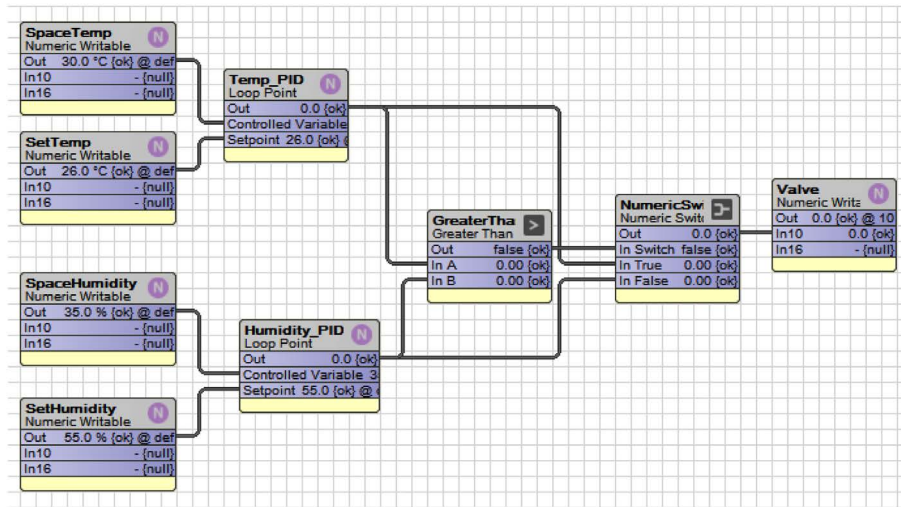 SpaceTemp
Numeric Writable
N
Out 30.0 °C {ok} @ def
In10 - {null}
In16 - {null}
SetTemp
Numeric Writable
N
Out 26.0 °C {ok} @ def
In10 - {null}
In16 - {null}
Temp_PID
Loop Point
N
Out 0.0 {ok}
Controlled Variable
Setpoint 26.0 {ok} @
SpaceHumidity
Numeric Writable
N
Out 35.0 % {ok} @ def
In10 - {null}
In16 - {null}
SetHumidity
Numeric Writable
N
Out 55.0 % {ok} @ def
In10 - {null}
In16 - {null}
Humidity_PID
Loop Point
N
Out 0.0 {ok}
Controlled Variable 3
Setpoint 55.0 {ok} @
GreaterTha
Greater Than
>
Out false {ok}
In A 0.00 {ok}
In B 0.00 {ok}
NumericSw
Numeric Swit
Out 0.0 {ok}
In Switch false {ok}
In True 0.00 {ok}
In False 0.00 {ok}
Valve
Numeric Writa
N
Out 0.0 {ok} @ 10
In10 0.0 {ok}
In16 - {null}